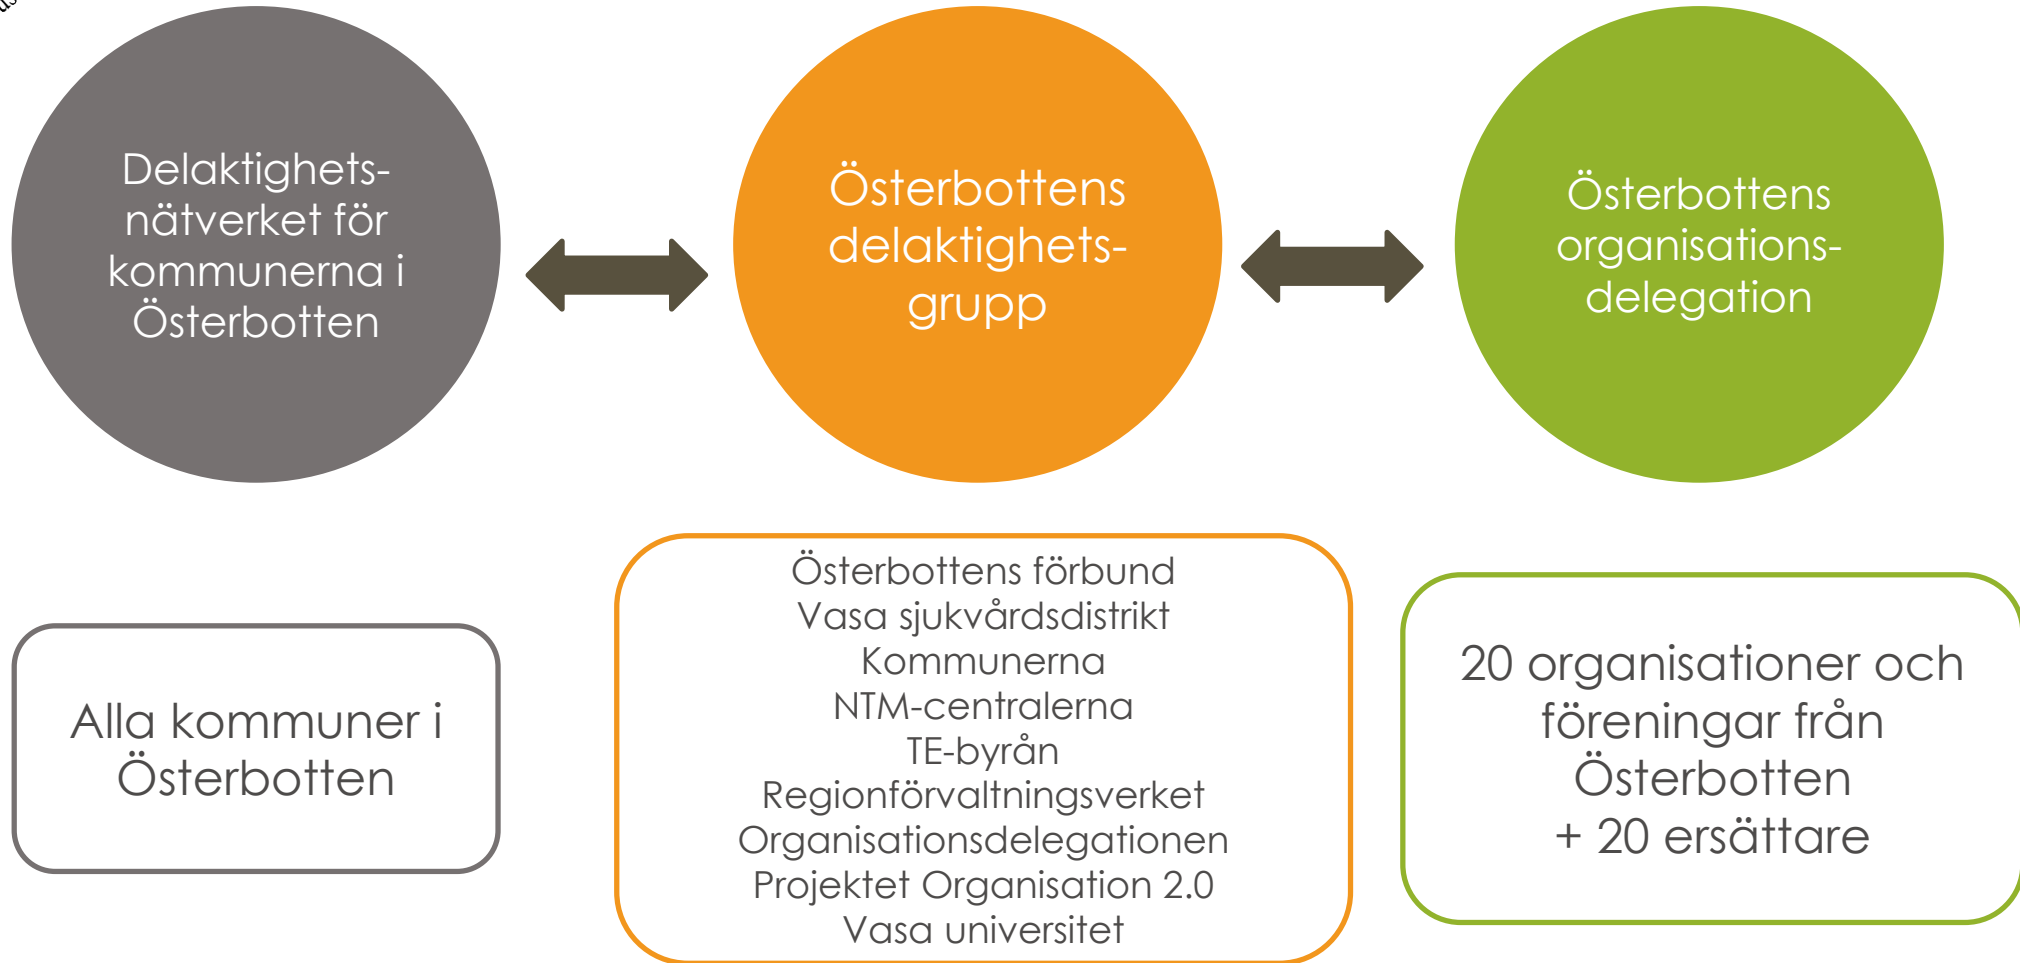 Delaktighets-
nätverket för
kommunerna i
Österbotten
Österbottens
delaktighets-
grupp
Österbottens
organisations-
delegation
Alla kommuner i
Österbotten
Österbottens förbund
Vasa sjukvårdsdistrikt
Kommunerna
NTM-centralerna
TE-byrån
Regionförvaltningsverket
Organisationsdelegationen
Projektet Organisation 2.0
Vasa universitet
20 organisationer och
föreningar från
Österbotten
+ 20 ersättare